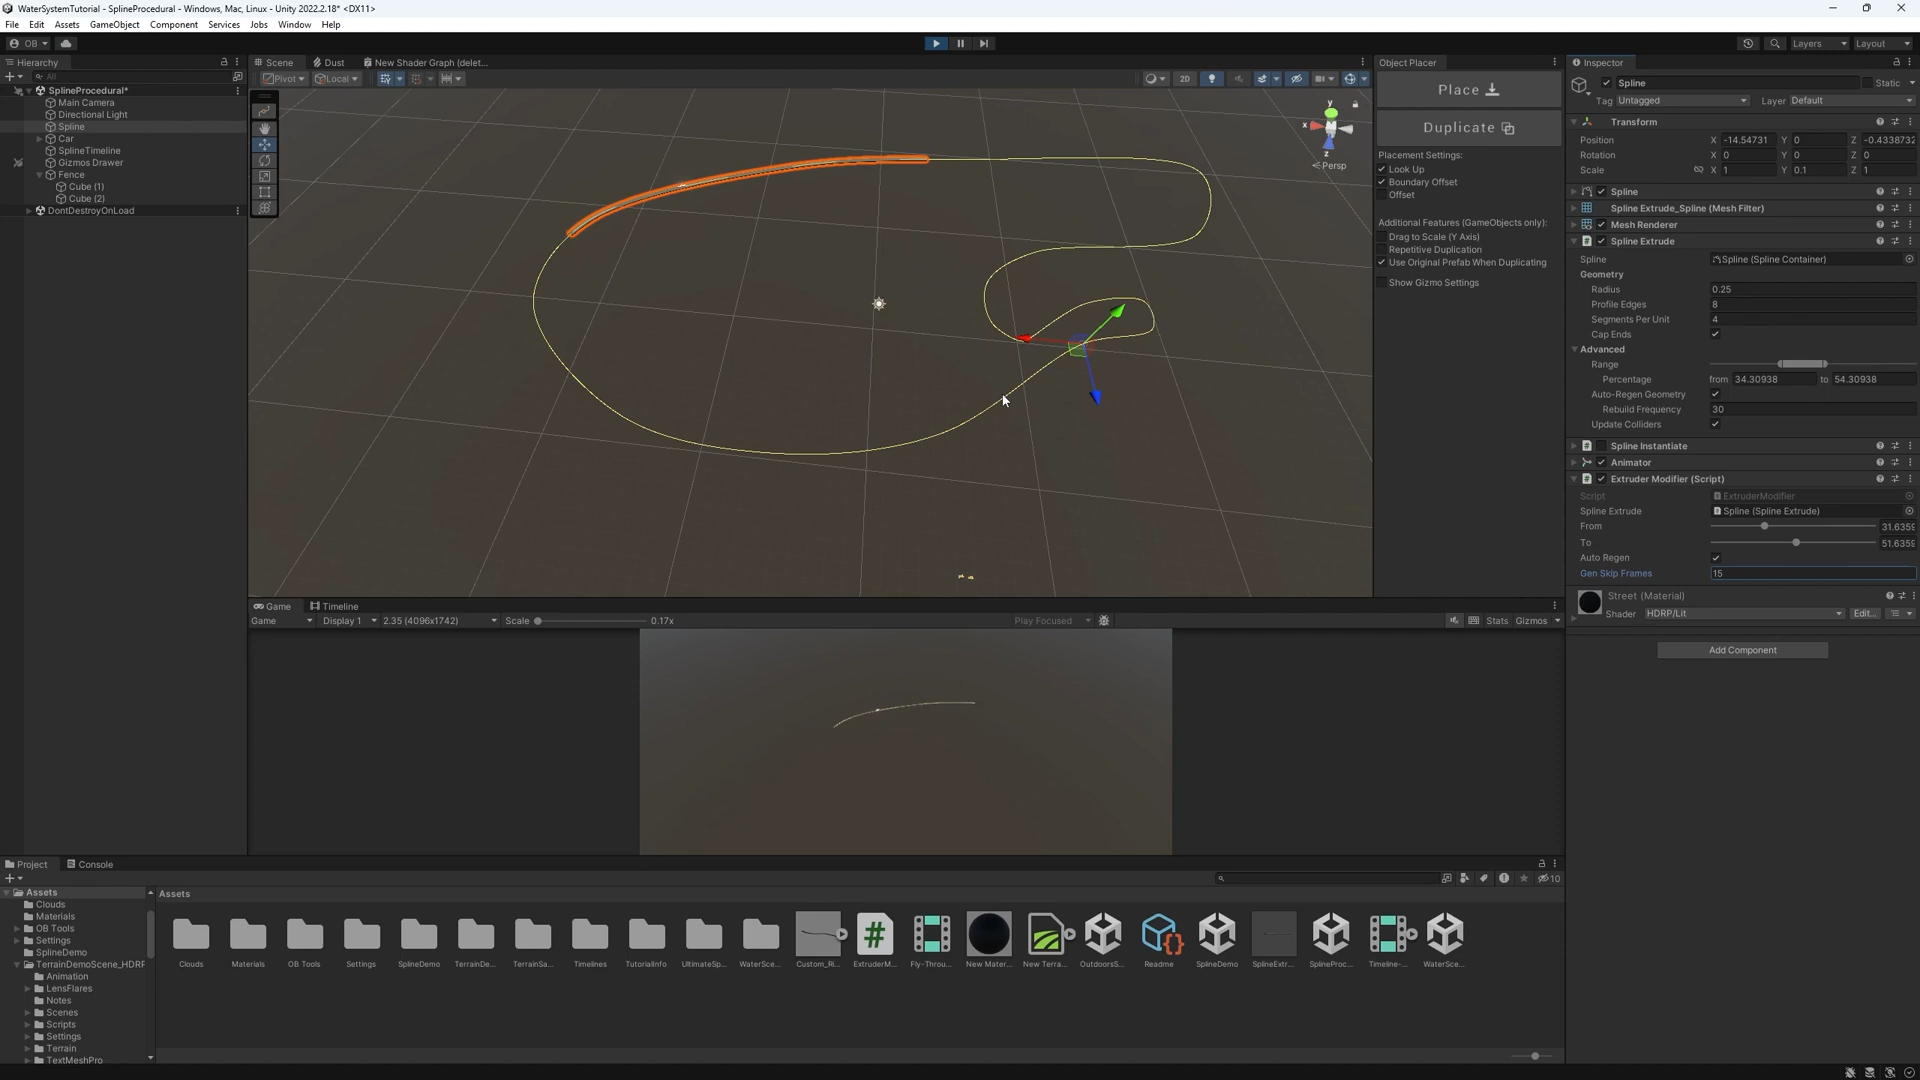 WaterSystemTutorial - SplineProcedural - Windows, Mac, Linux - Unity 2022.2.18* <DX11>
File Edit Assets GameObject Component Services Jobs Window Help
OB Layers Layout
Hierarchy
All
SplineProcedural*
Main Camera
Directional Light
Spline
Car
SplineTimeline
Gizmos Drawer
Fence
Cube (1)
Cube (2)
DontDestroyOnLoad
Scene Dust New Shader Graph (delet...
Pivot Local 2D
y
x
z
Persp
Object Placer
Place
Duplicate
Placement Settings:
Look Up
Boundary Offset
Offset
Additional Features (GameObjects only):
Drag to Scale (Y Axis)
Repetitive Duplication
Use Original Prefab When Duplicating
Show Gizmo Settings
Inspector
Spline Static
Tag Untagged Layer Default
Transform
Position X -14.54731 Y 0 Z -0.4338732
Rotation X 0 Y 0 Z 0
Scale X 1 Y 0.1 Z 1
Spline
Spline Extrude_Spline (Mesh Filter)
Mesh Renderer
Spline Extrude
Spline Spline (Spline Container)
Geometry
Radius 0.25
Profile Edges 8
Segments Per Unit 4
Cap Ends
Advanced
Range
Percentage from 34.30938 to 54.30938
Auto-Regen Geometry
Rebuild Frequency 30
Update Colliders
Spline Instantiate
Animator
Extruder Modifier (Script)
Script ExtruderModifier
Spline Extrude Spline (Spline Extrude)
From 31.6359
To 51.6359
Auto Regen
Gen Skip Frames 15
Street (Material)
Shader HDRP/Lit Edit...
Add Component
Game Timeline
Game Display 1 2.35 (4096x1742) Scale 0.17x Play Focused Stats Gizmos
Project Console
10
Assets
Clouds
Materials
OB Tools
Settings
SplineDemo
TerrainDemoScene_HDRP
Animation
LensFlares
Notes
Scenes
Scripts
Settings
Terrain
TextMeshPro
Assets
Clouds Materials OB Tools Settings SplineDemo TerrainDe... TerrainSa... Timelines TutorialInfo UltimateSp... WaterSce... Custom_Ri... ExtruderM... Fly-Throu... New Mater... New Terra... OutdoorsS... Readme SplineDemo SplineExtr... SplineProc... Timeline-... WaterSce...